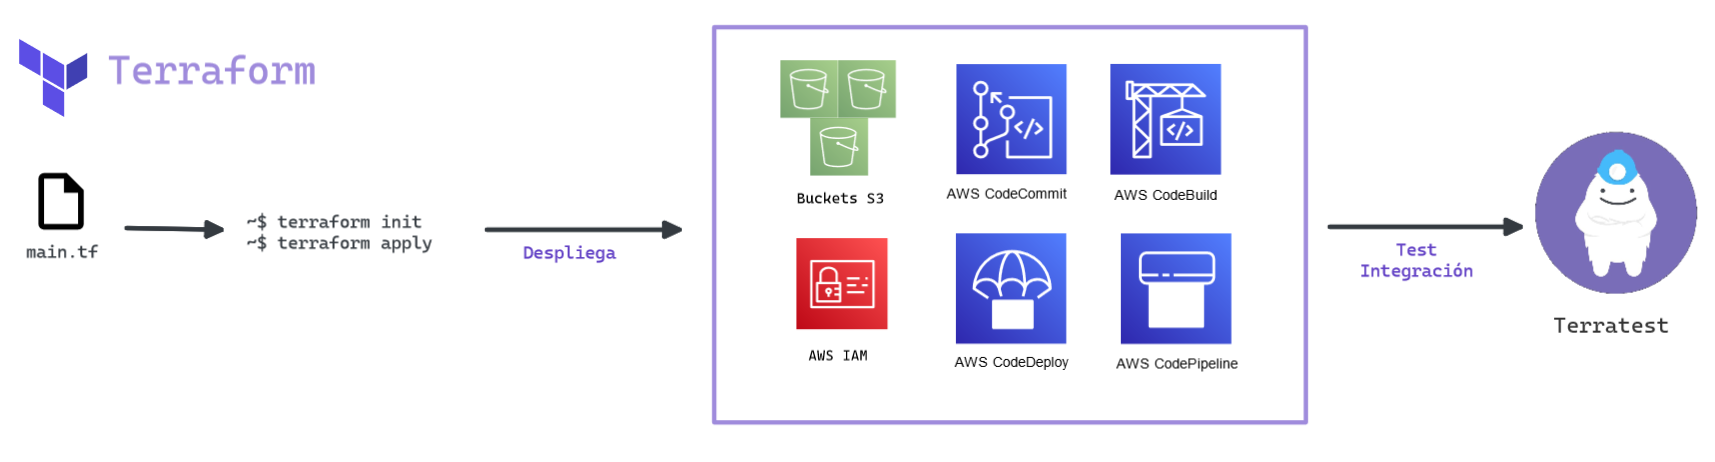 Terraform
main.tf
~$ terraform init
~$ terraform apply
Despliega
Buckets S3
AWS CodeCommit
AWS CodeBuild
AWS IAM
AWS CodeDeploy
AWS CodePipeline
Test
Integración
Terratest